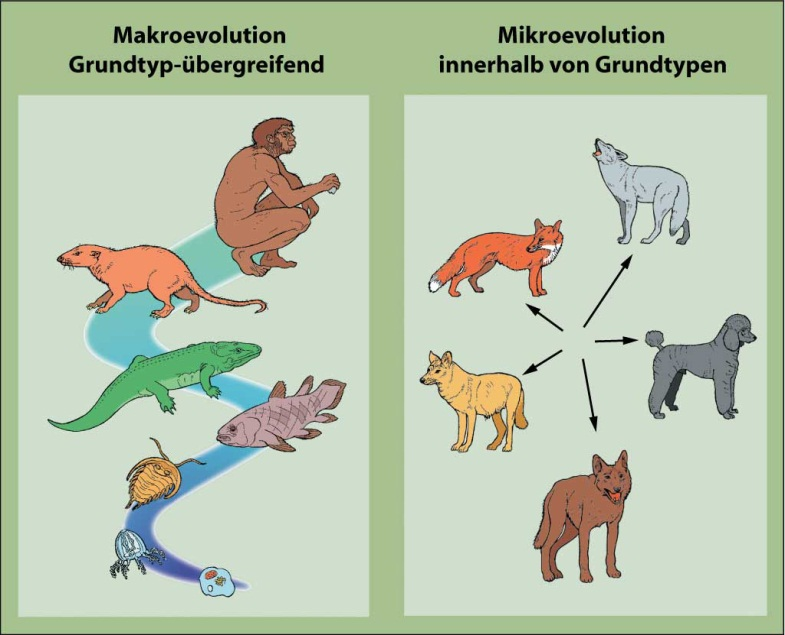 Makroevolution
Grundtyp-übergreifend
Mikroevolution
innerhalb von Grundtypen